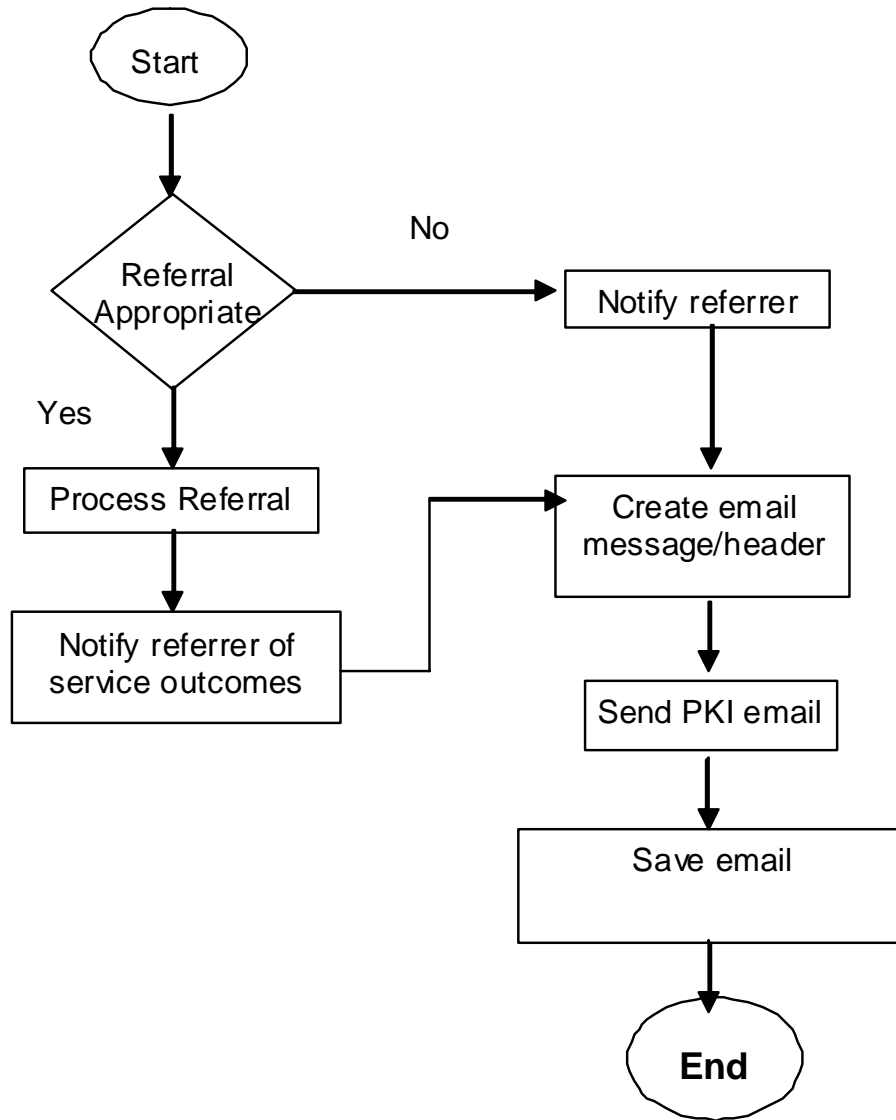 Start
No
Referral
Appropriate
Notify referrer
Yes
Process Referral
Create email
message/header
Notify referrer of
service outcomes
Send PKI email
Save email
End